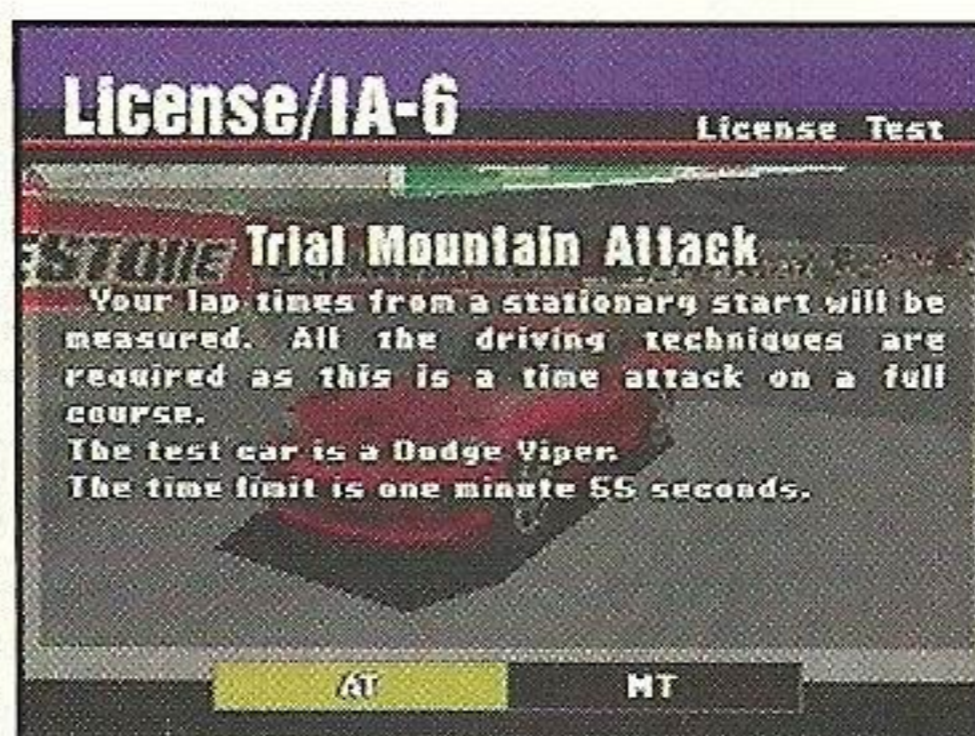 License/IA-6
License Test
Trial Mountain Attack
Your lap times from a stationary start will be
measured. All the driving techniques are
required as this is a time attack on a full
course.
The test car is a Dodge Viper.
The time limit is one minute 55 seconds.
AT MT